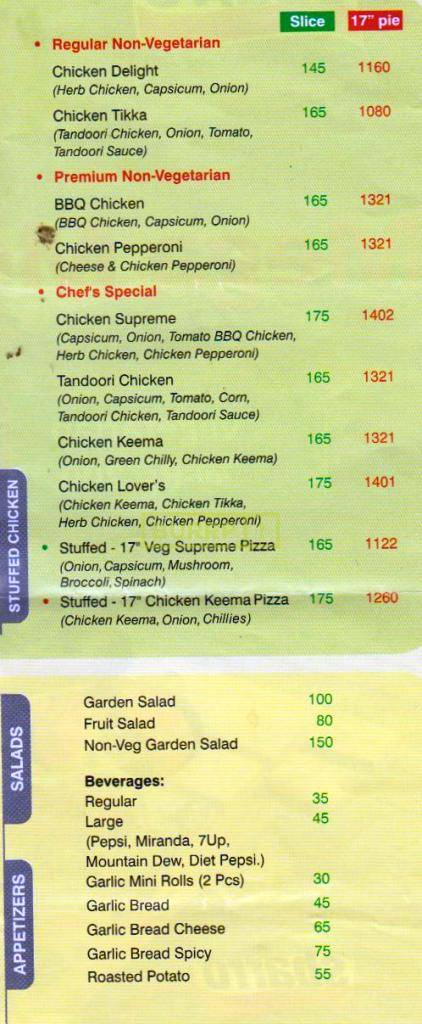 Slice 17" pie
• Regular Non-Vegetarian
Chicken Delight 145 1160
(Herb Chicken, Capsicum, Onion)
Chicken Tikka 165 1080
(Tandoori Chicken, Onion, Tomato,
Tandoori Sauce)
• Premium Non-Vegetarian
BBQ Chicken 165 1321
(BBQ Chicken, Capsicum, Onion)
Chicken Pepperoni 165 1321
(Cheese & Chicken Pepperoni)
• Chef's Special
Chicken Supreme 175 1402
(Capsicum, Onion, Tomato BBQ Chicken,
Herb Chicken, Chicken Pepperoni)
Tandoori Chicken 165 1321
(Onion, Capsicum, Tomato, Corn,
Tandoori Chicken, Tandoori Sauce)
Chicken Keema 165 1321
(Onion, Green Chilly, Chicken Keema)
Chicken Lover's 175 1401
(Chicken Keema, Chicken Tikka,
Herb Chicken, Chicken Pepperoni)
STUFFED CHICKEN
• Stuffed - 17" Veg Supreme Pizza 165 1122
(Onion, Capsicum, Mushroom,
Broccoli, Spinach)
• Stuffed - 17" Chicken Keema Pizza 175 1260
(Chicken Keema, Onion, Chillies)
SALADS
Garden Salad 100
Fruit Salad 80
Non-Veg Garden Salad 150
Beverages:
Regular 35
Large 45
(Pepsi, Miranda, 7Up,
Mountain Dew, Diet Pepsi.)
APPETIZERS
Garlic Mini Rolls (2 Pcs) 30
Garlic Bread 45
Garlic Bread Cheese 65
Garlic Bread Spicy 75
Roasted Potato 55